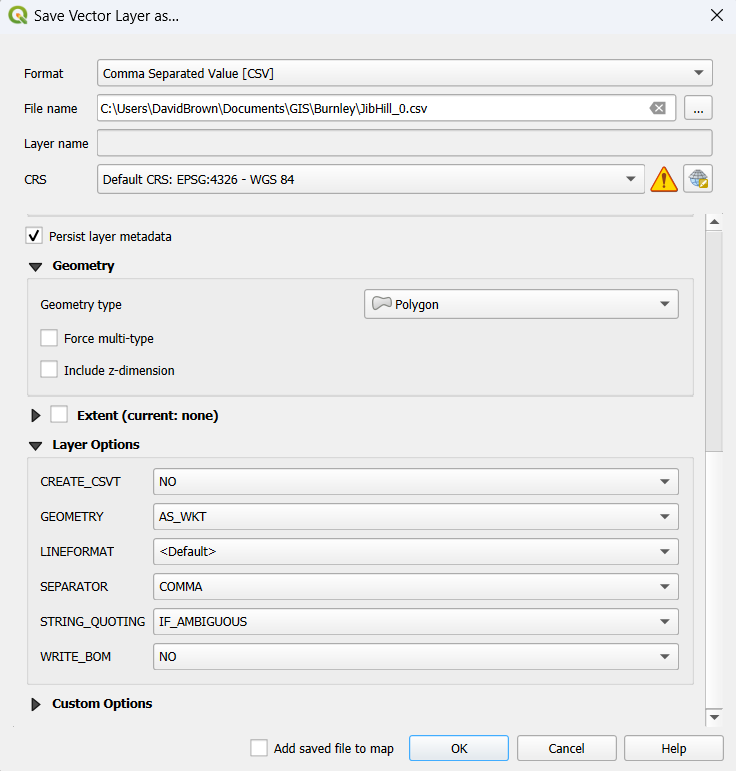 Save Vector Layer as...
Format
Comma Separated Value [CSV]
File name
C:\Users\DavidBrown\Documents\GIS\Burnley\JibHill_0.csv
...
Layer name
CRS
Default CRS: EPSG:4326 - WGS 84
Persist layer metadata
Geometry
Geometry type
Polygon
Force multi-type
Include z-dimension
Extent (current: none)
Layer Options
CREATE_CSVT
NO
GEOMETRY
AS_WKT
LINEFORMAT
<Default>
SEPARATOR
COMMA
STRING_QUOTING
IF_AMBIGUOUS
WRITE_BOM
NO
Custom Options
Add saved file to map
OK
Cancel
Help